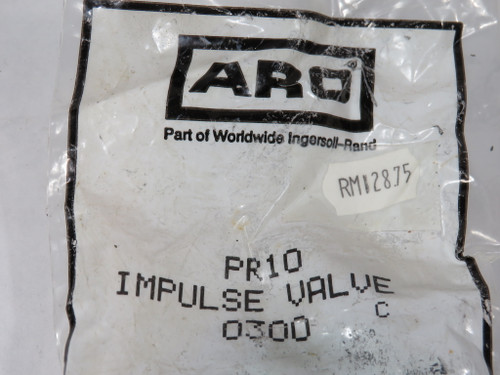 ARO
Part of Worldwide Ingersoll-Rand
RM12875
PR10
IMPULSE VALVE
0300 C